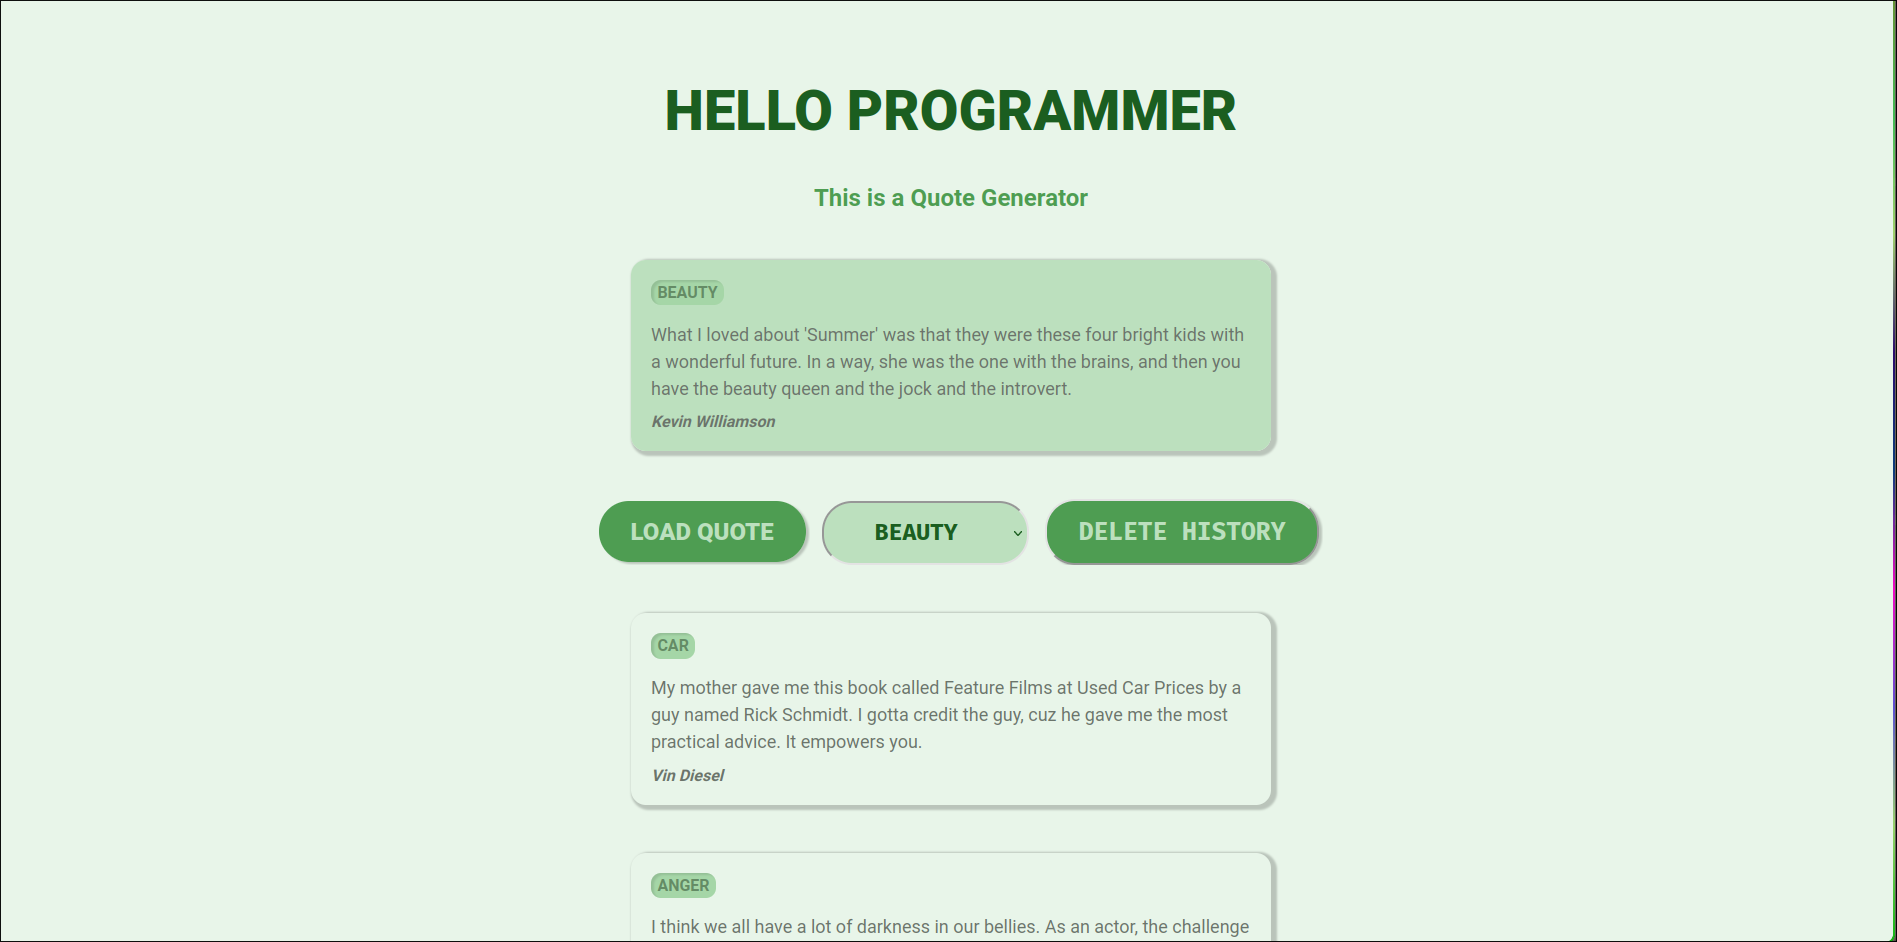 HELLO PROGRAMMER
This is a Quote Generator
BEAUTY
What I loved about 'Summer' was that they were these four bright kids with
a wonderful future. In a way, she was the one with the brains, and then you
have the beauty queen and the jock and the introvert.
Kevin Williamson
LOAD QUOTE
BEAUTY
DELETE HISTORY
CAR
My mother gave me this book called Feature Films at Used Car Prices by a
guy named Rick Schmidt. I gotta credit the guy, cuz he gave me the most
practical advice. It empowers you.
Vin Diesel
ANGER
I think we all have a lot of darkness in our bellies. As an actor, the challenge